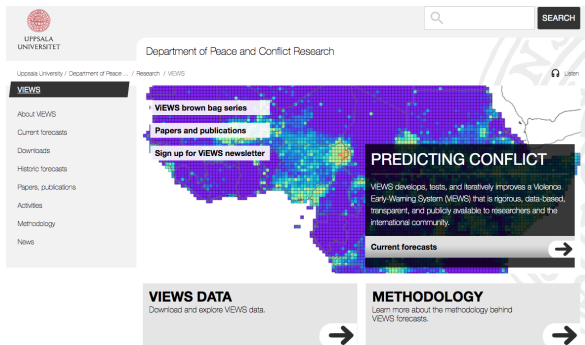 SEARCH
UPPSALA
UNIVERSITET
Department of Peace and Conflict Research
Uppsala University / Department of Peace ... / Research / VIEWS
Listen
VIEWS
About VIEWS
Current forecasts
Downloads
Historic forecasts
Papers, publications
Activities
Methodology
News
ViEWS brown bag series
Papers and publications
Sign up for ViEWS newsletter
PREDICTING CONFLICT
VIEWS develops, tests, and iteratively improves a Violence
Early-Warning System (ViEWS) that is rigorous, data-based,
transparent, and publicly available to researchers and the
international community.
Current forecasts
VIEWS DATA
Download and explore VIEWS data.
METHODOLOGY
Learn more about the methodology behind
VIEWS forecasts.